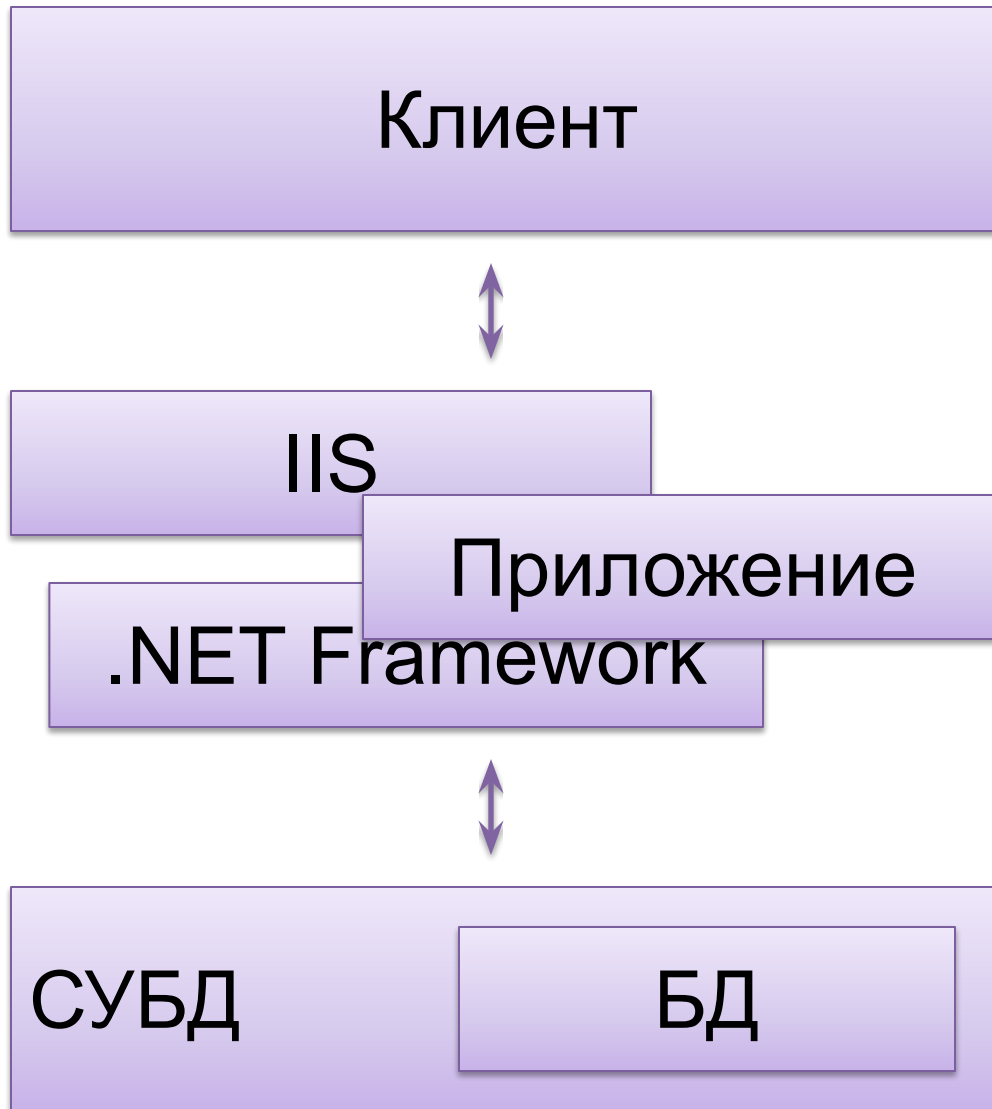 Клиент
IIS
Приложение
.NET Framework
СУБД
БД